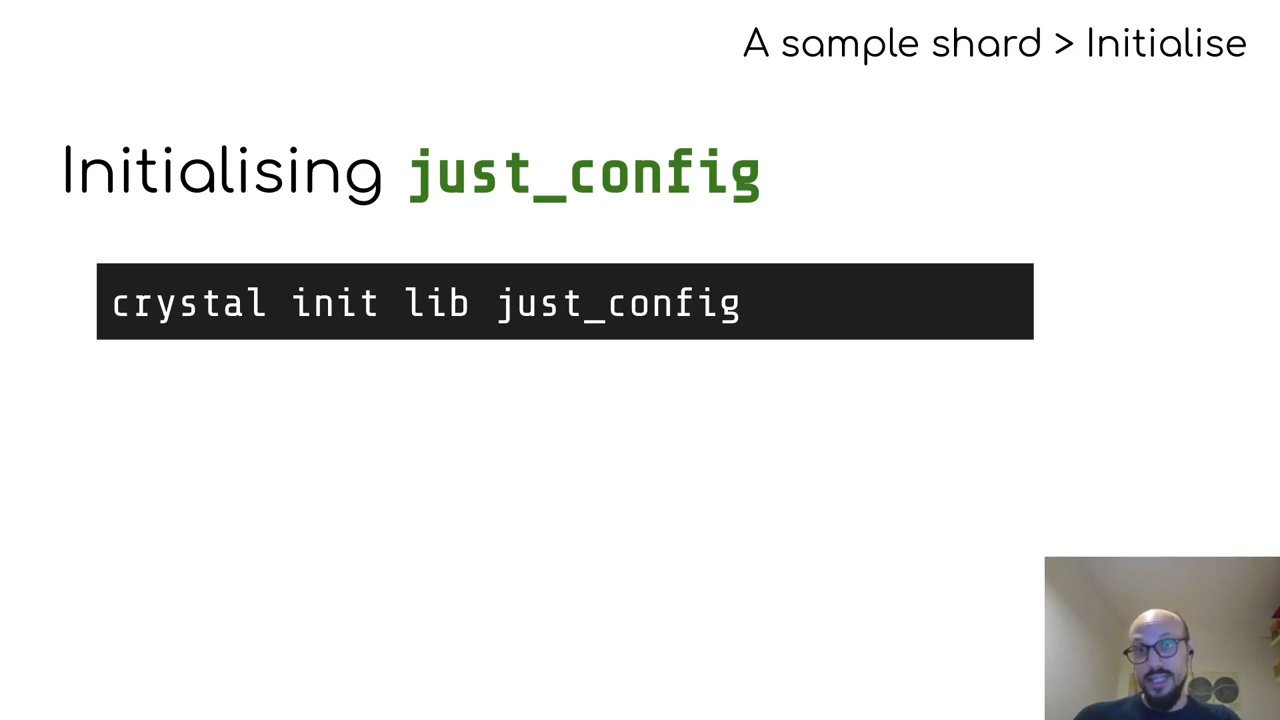 A sample shard > Initialise
Initialising just_config
crystal init lib just_config